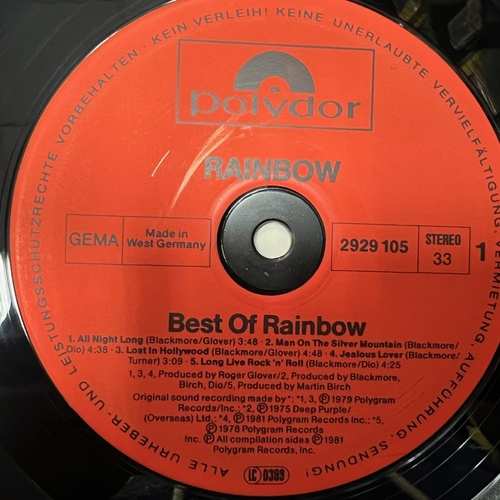 ALLE URHEBER- UND LEISTUNGSSCHUTZRECHTE VORBEHALTEN · KEIN VERLEIH! KEINE UNERLAUBTE VERVIELFÄLTIGUNG, VERMIETUNG, AUFFÜHRUNG, SENDUNG!
polydor
RAINBOW
GEMA
Made in
West Germany
2929 105
STEREO
33
1
Best Of Rainbow
1. All Night Long (Blackmore/Glover) 3:48 · 2. Man On The Silver Mountain (Blackmore/
Dio) 4:38 · 3. Lost In Hollywood (Blackmore/Glover) 4:48 · 4. Jealous Lover (Blackmore/
Turner) 3:09 · 5. Long Live Rock 'n' Roll (Blackmore/Dio) 4:25
1, 3, 4, Produced by Roger Glover/2, Produced by Blackmore,
Birch, Dio/5, Produced by Martin Birch
Original sound recording made by ": "1, 3, ℗ 1979 Polygram
Records/Inc.; "2, ℗ 1975 Deep Purple/
(Overseas) Ltd.; "4, ℗ 1981 Polygram Records Inc.; "5,
℗ 1978 Polygram Records
Inc. ℗ All compilation sides ℗ 1981
Polygram Records Inc.
LC 0309